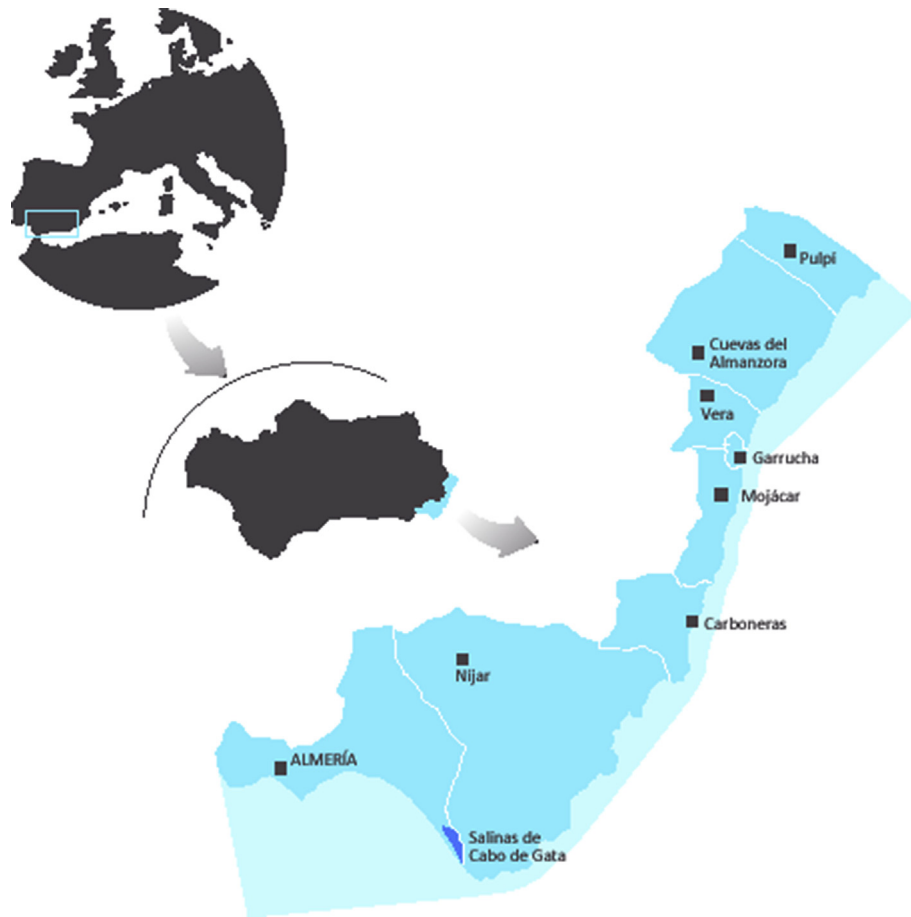 Pulpí
Cuevas del
Almanzora
Vera
Garrucha
Mojácar
Carboneras
Níjar
ALMERÍA
Salinas de
Cabo de Gata